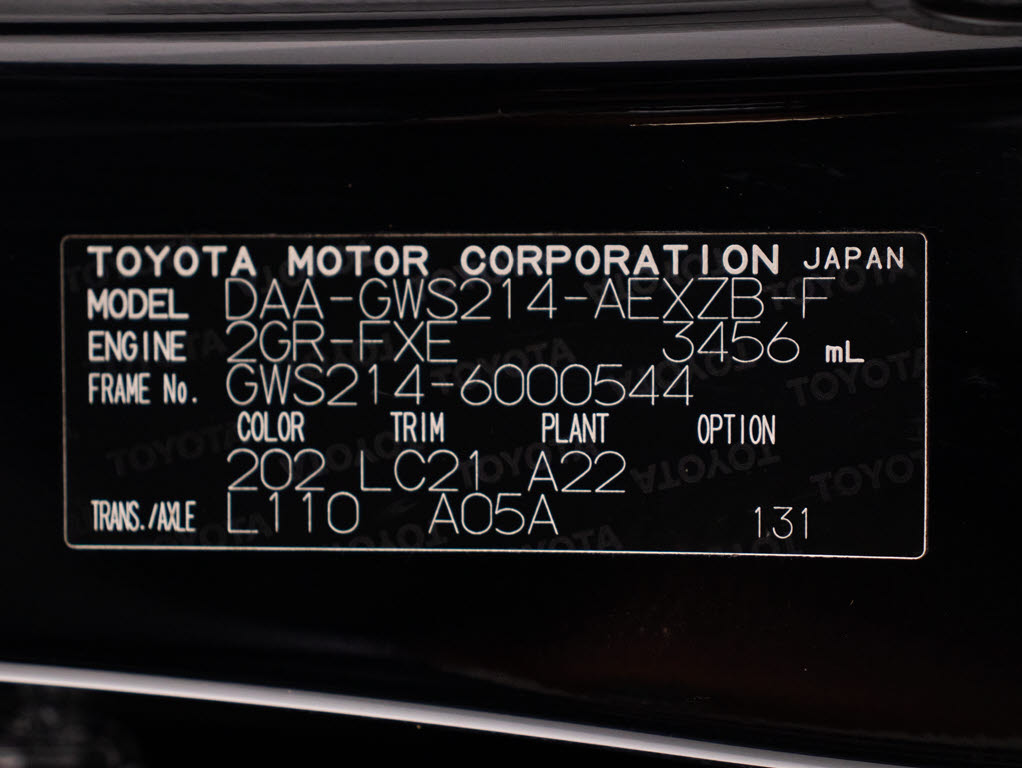 TOYOTA MOTOR CORPORATION JAPAN
MODEL DAA-GWS214-AEXZB-F
ENGINE 2GR-FXE 3456 mL
FRAME No. GWS214-6000544
COLOR TRIM PLANT OPTION
202 LC21 A22
TRANS./AXLE L110 A05A 131